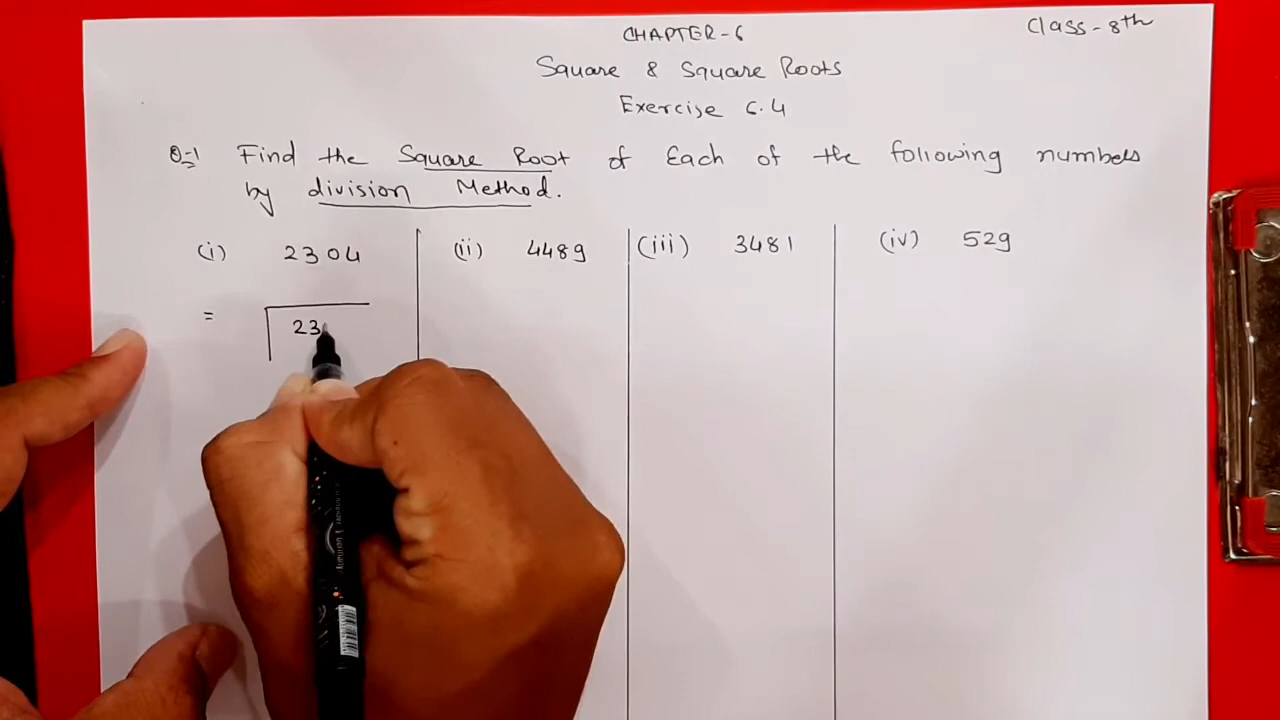 CHAPTER-6
Class-8th
Square & Square Roots
Exercise 6.4
Q-1 Find the Square Root of Each of the following numbers
by division Method.
(i) 2304
(ii) 4489
(iii) 3481
(iv) 529
= 23